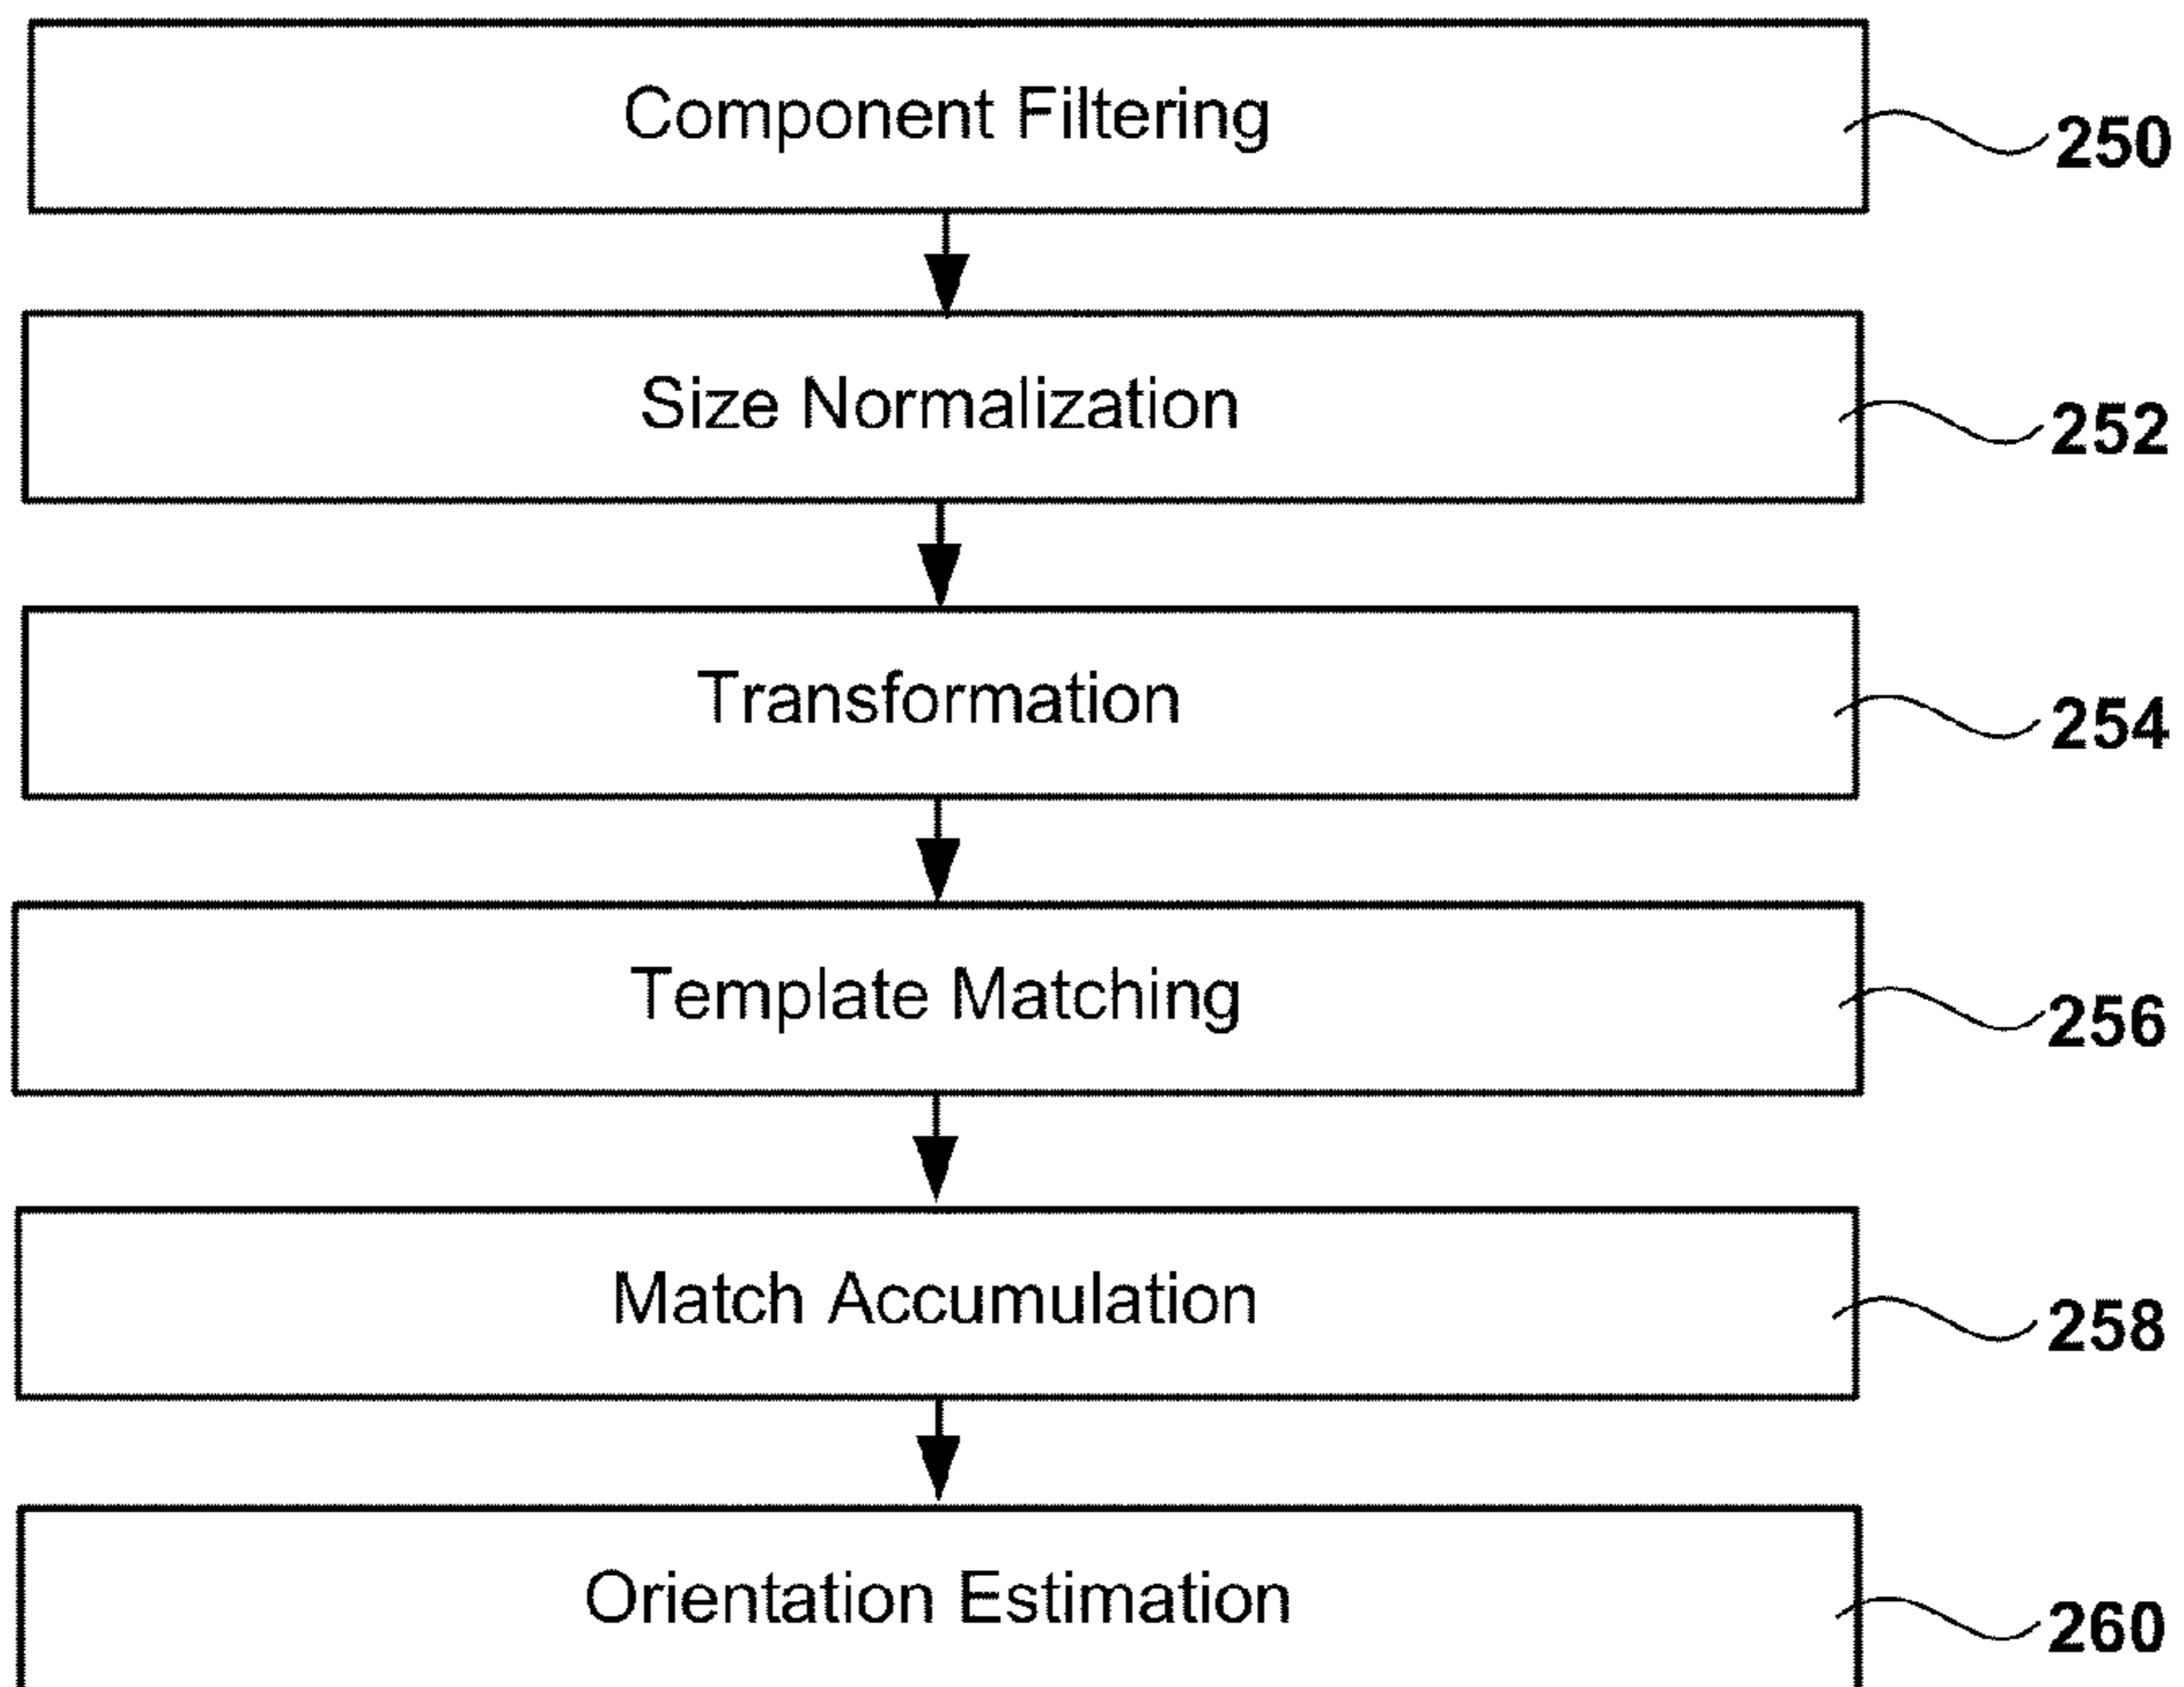 Component Filtering 250
Size Normalization 252
Transformation 254
Template Matching 256
Match Accumulation 258
Orientation Estimation 260